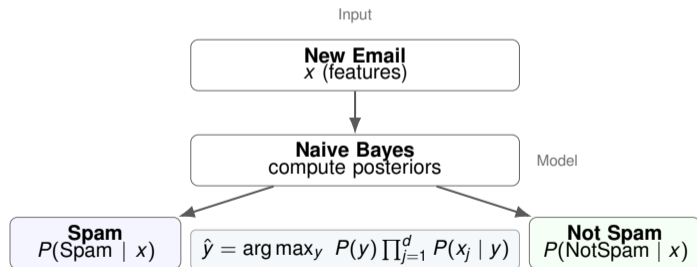 Input
New Email
x (features)
Naive Bayes
compute posteriors
Model
Spam
P(Spam | x)
ŷ = arg max_y P(y) ∏_{j=1}^{d} P(x_j | y)
Not Spam
P(NotSpam | x)